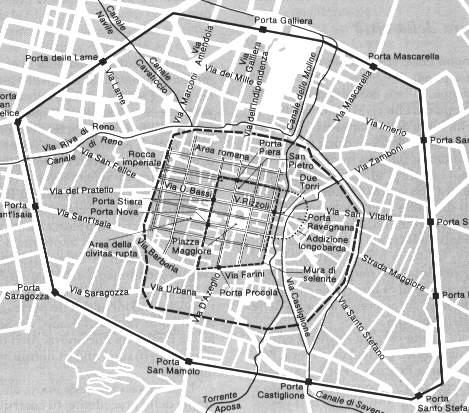 Porta Galliera
Canale
Navile
Porta delle Lame
Canale
Cavaticcio
Via Lame
Via Marconi
Via
Amendola
Via dei Mille
Via
Galliera
Via dell'Indipendenza
Canale delle Moline
Porta Mascarella
Via Mascarella
Via Irnerio
Via Zamboni
Porta
San
Felice
Via Riva di Reno
Canale di Reno
Via San Felice
Rocca
imperiale
Area romana
Porta
Piera
San
Pietro
Due
Torri
Via del Pratello
Porta Stiera
Porta Nova
Via U. Bassi
V. Rizzoli
Porta
Sant'Isaia
Via Sant'Isaia
Via San Vitale
Porta
Ravegnana
Addizione
longobarda
Area della
civitas rupta
Piazza
Maggiore
Via Barberia
Via Farini
Mura di
selenite
Strada Maggiore
Porta
Saragozza
Via Saragozza
Via Urbana
Via D'Azeglio
Porta Procola
Via Castiglione
Via Santo Stefano
Porta
San Mamolo
Torrente
Aposa
Porta
Castiglione
Canale di Savena
Porta
Santo Stefa
Porta San
Porta S
Porta